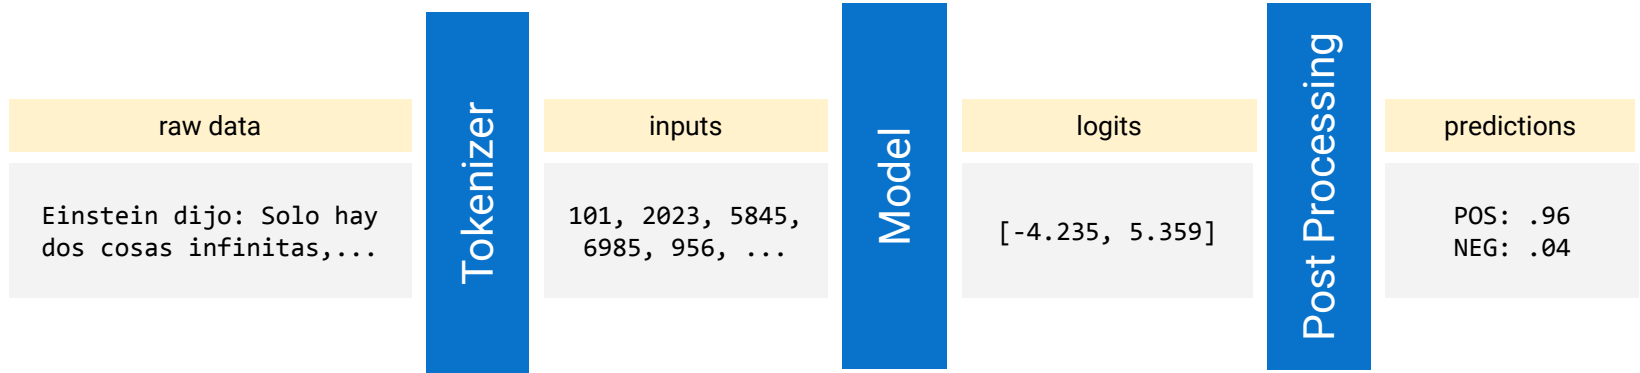 raw data
Einstein dijo: Solo hay
dos cosas infinitas,...
Tokenizer
inputs
101, 2023, 5845,
6985, 956, ...
Model
logits
[-4.235, 5.359]
Post Processing
predictions
POS: .96
NEG: .04